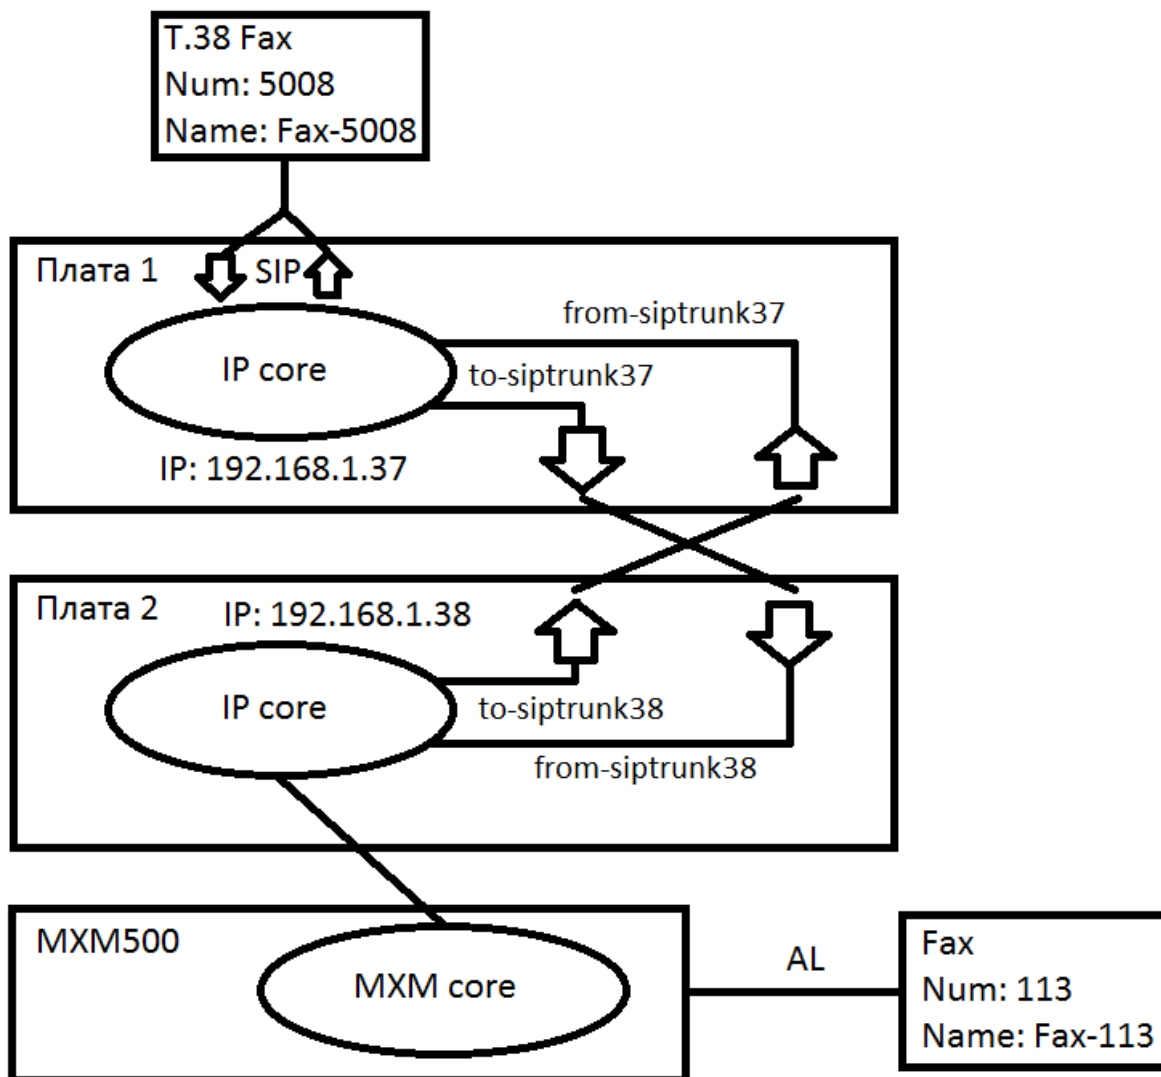 T.38 Fax
Num: 5008
Name: Fax-5008
Плата 1
SIP
from-siptrunk37
IP core
to-siptrunk37
IP: 192.168.1.37
Плата 2
IP: 192.168.1.38
IP core
to-siptrunk38
from-siptrunk38
MXM500
MXM core
AL
Fax
Num: 113
Name: Fax-113